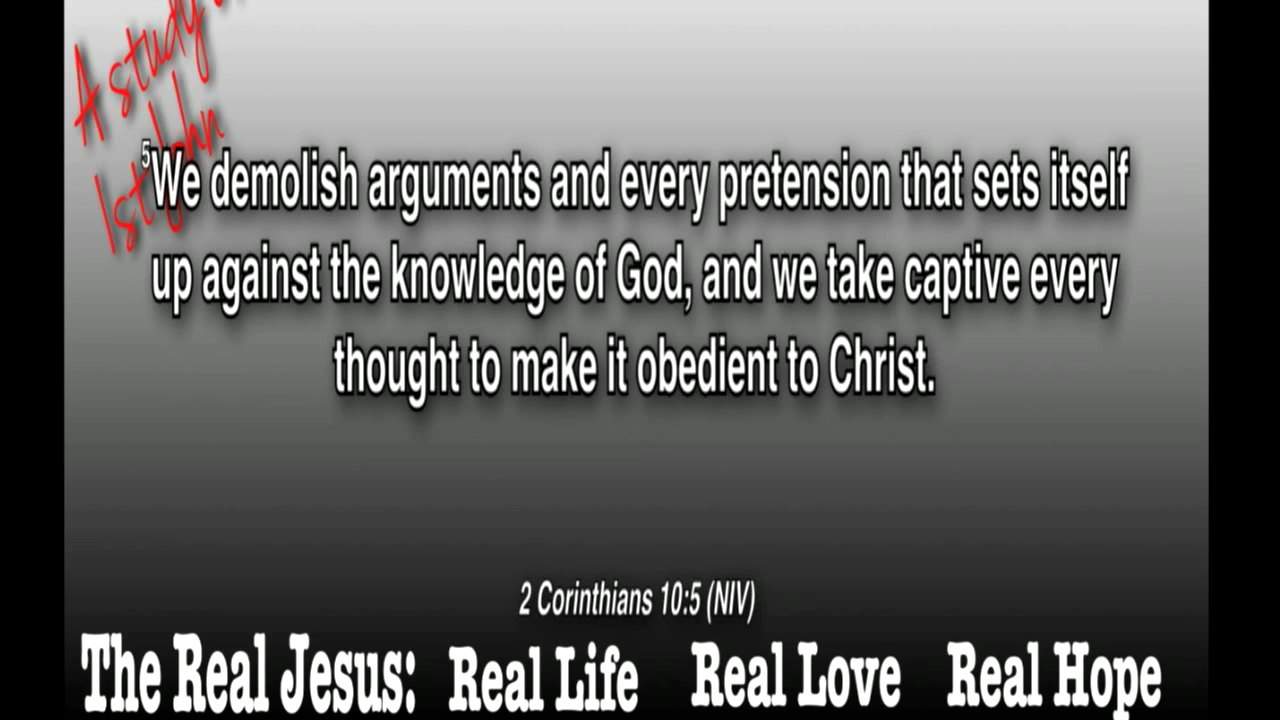 A study
1st John
5We demolish arguments and every pretension that sets itself
up against the knowledge of God, and we take captive every
thought to make it obedient to Christ.
2 Corinthians 10:5 (NIV)
The Real Jesus: Real Life Real Love Real Hope